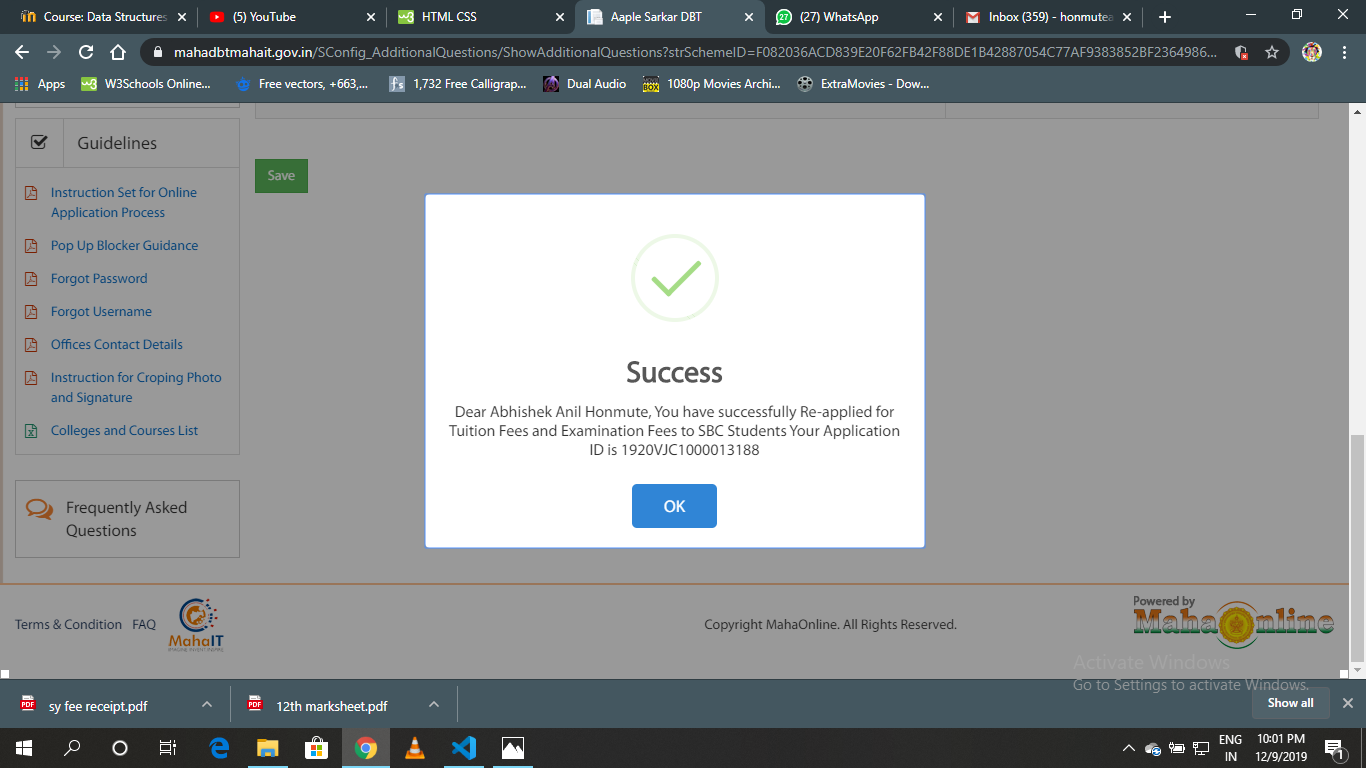 Course: Data Structures
(5) YouTube
HTML CSS
Aaple Sarkar DBT
(27) WhatsApp
Inbox (359) - honmutea
mahadbtmahait.gov.in/SConfig_AdditionalQuestions/ShowAdditionalQuestions?strSchemeID=F082036ACD839E20F62FB42F88DE1B42887054C77AF9383852BF2364986...
Apps
W3Schools Online...
Free vectors, +663,...
1,732 Free Calligrap...
Dual Audio
1080p Movies Archi...
ExtraMovies - Dow...
Guidelines
Instruction Set for Online
Application Process
Pop Up Blocker Guidance
Forgot Password
Forgot Username
Offices Contact Details
Instruction for Croping Photo
and Signature
Colleges and Courses List
Frequently Asked
Questions
Save
Success
Dear Abhishek Anil Honmute, You have successfully Re-applied for
Tuition Fees and Examination Fees to SBC Students Your Application
ID is 1920VJC1000013188
OK
Terms & Condition FAQ
MahaIT
Copyright MahaOnline. All Rights Reserved.
Powered by
MahaOnline
Activate Windows
Go to Settings to activate Windows.
sy fee receipt.pdf
12th marksheet.pdf
Show all
ENG
IN
10:01 PM
12/9/2019
1